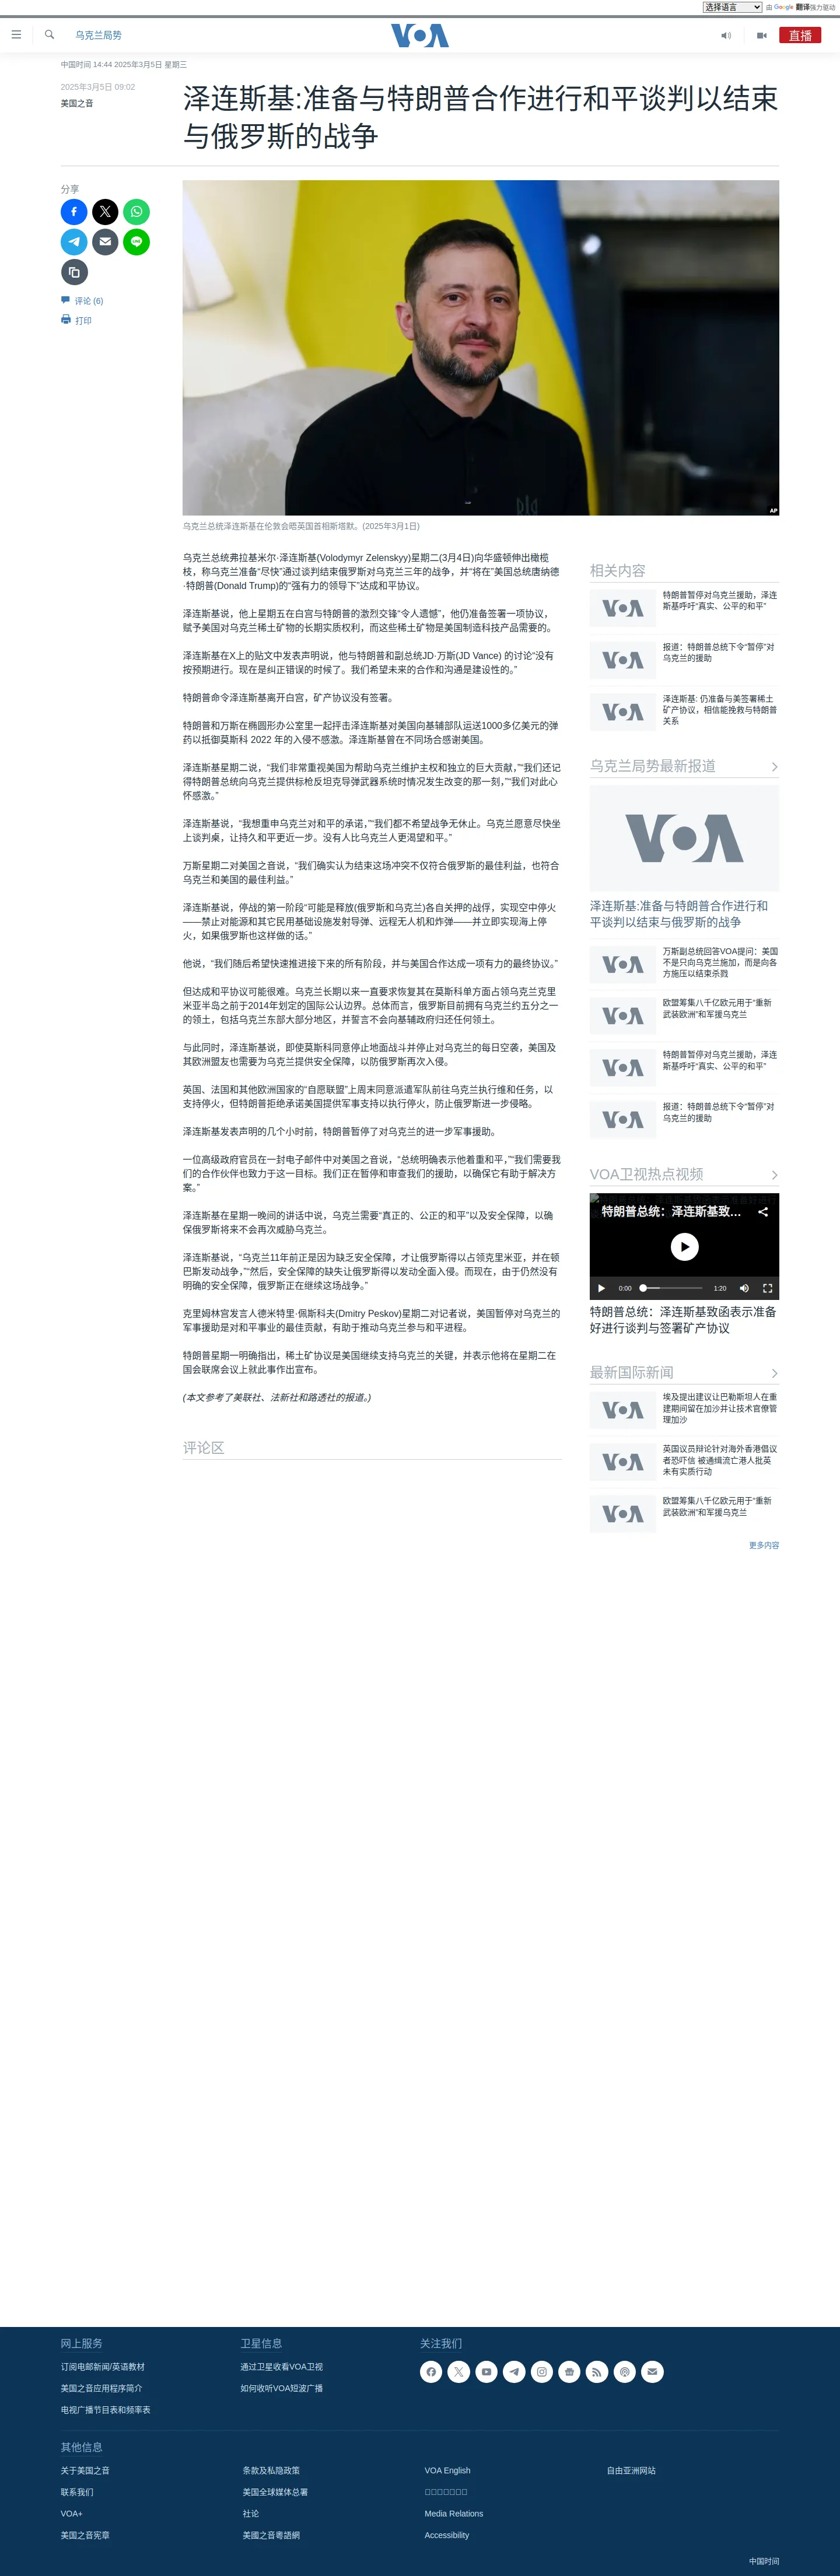 选择语言
由 Google 翻译强力驱动
乌克兰局势
VOA
直播
中国时间 14:44 2025年3月5日 星期三
2025年3月5日 09:02
美国之音
泽连斯基:准备与特朗普合作进行和平谈判以结束
与俄罗斯的战争
分享
评论 (6)
打印
AP
乌克兰总统泽连斯基在伦敦会晤英国首相斯塔默。(2025年3月1日)
乌克兰总统弗拉基米尔·泽连斯基(Volodymyr Zelenskyy)星期二(3月4日)向华盛顿伸出橄榄
枝，称乌克兰准备“尽快”通过谈判结束俄罗斯对乌克兰三年的战争，并“将在”美国总统唐纳德
·特朗普(Donald Trump)的“强有力的领导下”达成和平协议。
泽连斯基说，他上星期五在白宫与特朗普的激烈交锋“令人遗憾”，他仍准备签署一项协议，
赋予美国对乌克兰稀土矿物的长期实质权利，而这些稀土矿物是美国制造科技产品需要的。
泽连斯基在X上的贴文中发表声明说，他与特朗普和副总统JD·万斯(JD Vance) 的讨论“没有
按预期进行。现在是纠正错误的时候了。我们希望未来的合作和沟通是建设性的。”
特朗普命令泽连斯基离开白宫，矿产协议没有签署。
特朗普和万斯在椭圆形办公室里一起抨击泽连斯基对美国向基辅部队运送1000多亿美元的弹
药以抵御莫斯科 2022 年的入侵不感激。泽连斯基曾在不同场合感谢美国。
泽连斯基星期二说，“我们非常重视美国为帮助乌克兰维护主权和独立的巨大贡献，”“我们还记
得特朗普总统向乌克兰提供标枪反坦克导弹武器系统时情况发生改变的那一刻，”“我们对此心
怀感激。”
泽连斯基说，“我想重申乌克兰对和平的承诺，”“我们都不希望战争无休止。乌克兰愿意尽快坐
上谈判桌，让持久和平更近一步。没有人比乌克兰人更渴望和平。”
万斯星期二对美国之音说，“我们确实认为结束这场冲突不仅符合俄罗斯的最佳利益，也符合
乌克兰和美国的最佳利益。”
泽连斯基说，停战的第一阶段“可能是释放(俄罗斯和乌克兰)各自关押的战俘，实现空中停火
——禁止对能源和其它民用基础设施发射导弹、远程无人机和炸弹——并立即实现海上停
火，如果俄罗斯也这样做的话。”
他说，“我们随后希望快速推进接下来的所有阶段，并与美国合作达成一项有力的最终协议。”
但达成和平协议可能很难。乌克兰长期以来一直要求恢复其在莫斯科单方面占领乌克兰克里
米亚半岛之前于2014年划定的国际公认边界。总体而言，俄罗斯目前拥有乌克兰约五分之一
的领土，包括乌克兰东部大部分地区，并誓言不会向基辅政府归还任何领土。
与此同时，泽连斯基说，即使莫斯科同意停止地面战斗并停止对乌克兰的每日空袭，美国及
其欧洲盟友也需要为乌克兰提供安全保障，以防俄罗斯再次入侵。
英国、法国和其他欧洲国家的“自愿联盟”上周末同意派遣军队前往乌克兰执行维和任务，以
支持停火，但特朗普拒绝承诺美国提供军事支持以执行停火，防止俄罗斯进一步侵略。
泽连斯基发表声明的几个小时前，特朗普暂停了对乌克兰的进一步军事援助。
一位高级政府官员在一封电子邮件中对美国之音说，“总统明确表示他着重和平，”“我们需要我
们的合作伙伴也致力于这一目标。我们正在暂停和审查我们的援助，以确保它有助于解决方
案。”
泽连斯基在星期一晚间的讲话中说，乌克兰需要“真正的、公正的和平”以及安全保障，以确
保俄罗斯将来不会再次威胁乌克兰。
泽连斯基说，“乌克兰11年前正是因为缺乏安全保障，才让俄罗斯得以占领克里米亚，并在顿
巴斯发动战争，”“然后，安全保障的缺失让俄罗斯得以发动全面入侵。而现在，由于仍然没有
明确的安全保障，俄罗斯正在继续这场战争。”
克里姆林宫发言人德米特里·佩斯科夫(Dmitry Peskov)星期二对记者说，美国暂停对乌克兰的
军事援助是对和平事业的最佳贡献，有助于推动乌克兰参与和平进程。
特朗普星期一明确指出，稀土矿协议是美国继续支持乌克兰的关键，并表示他将在星期二在
国会联席会议上就此事作出宣布。
(本文参考了美联社、法新社和路透社的报道。)
评论区
相关内容
VOA
特朗普暂停对乌克兰援助，泽连
斯基呼吁“真实、公平的和平”
VOA
报道：特朗普总统下令“暂停”对
乌克兰的援助
VOA
泽连斯基: 仍准备与美签署稀土
矿产协议，相信能挽救与特朗普
关系
乌克兰局势最新报道
VOA
泽连斯基:准备与特朗普合作进行和
平谈判以结束与俄罗斯的战争
VOA
万斯副总统回答VOA提问：美国
不是只向乌克兰施加，而是向各
方施压以结束杀戮
VOA
欧盟筹集八千亿欧元用于“重新
武装欧洲”和军援乌克兰
VOA
特朗普暂停对乌克兰援助，泽连
斯基呼吁“真实、公平的和平”
VOA
报道：特朗普总统下令“暂停”对
乌克兰的援助
VOA卫视热点视频
特朗普总统：泽连斯基致...
0:00
1:20
特朗普总统：泽连斯基致函表示准备
好进行谈判与签署矿产协议
最新国际新闻
VOA
埃及提出建议让巴勒斯坦人在重
建期间留在加沙并让技术官僚管
理加沙
VOA
英国议员辩论针对海外香港倡议
者恐吓信 被通缉流亡港人批英
未有实质行动
VOA
欧盟筹集八千亿欧元用于“重新
武装欧洲”和军援乌克兰
更多内容
网上服务
订阅电邮新闻/英语教材
美国之音应用程序简介
电视广播节目表和频率表
卫星信息
通过卫星收看VOA卫视
如何收听VOA短波广播
关注我们
其他信息
关于美国之音
联系我们
VOA+
美国之音宪章
条款及私隐政策
美国全球媒体总署
社论
美國之音粵語網
VOA English
Media Relations
Accessibility
自由亚洲网站
中国时间